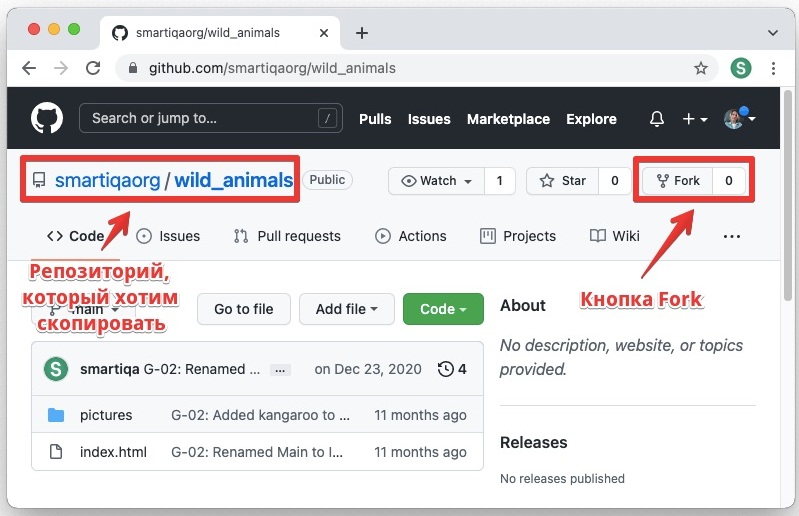 smartiqaorg/wild_animals
github.com/smartiqaorg/wild_animals
S
Search or jump to...
/
Pulls
Issues
Marketplace
Explore
smartiqaorg / wild_animals
Public
Watch
1
Star
0
Fork
0
Code
Issues
Pull requests
Actions
Projects
Wiki
...
Репозиторий,
который хотим
скопировать
Кнопка Fork
main
Go to file
Add file
Code
About
No description, website, or topics
provided.
S
smartiqa G-02: Renamed ...
...
on Dec 23, 2020
4
pictures
G-02: Added kangaroo to ...
11 months ago
index.html
G-02: Renamed Main to I...
11 months ago
Releases
No releases published